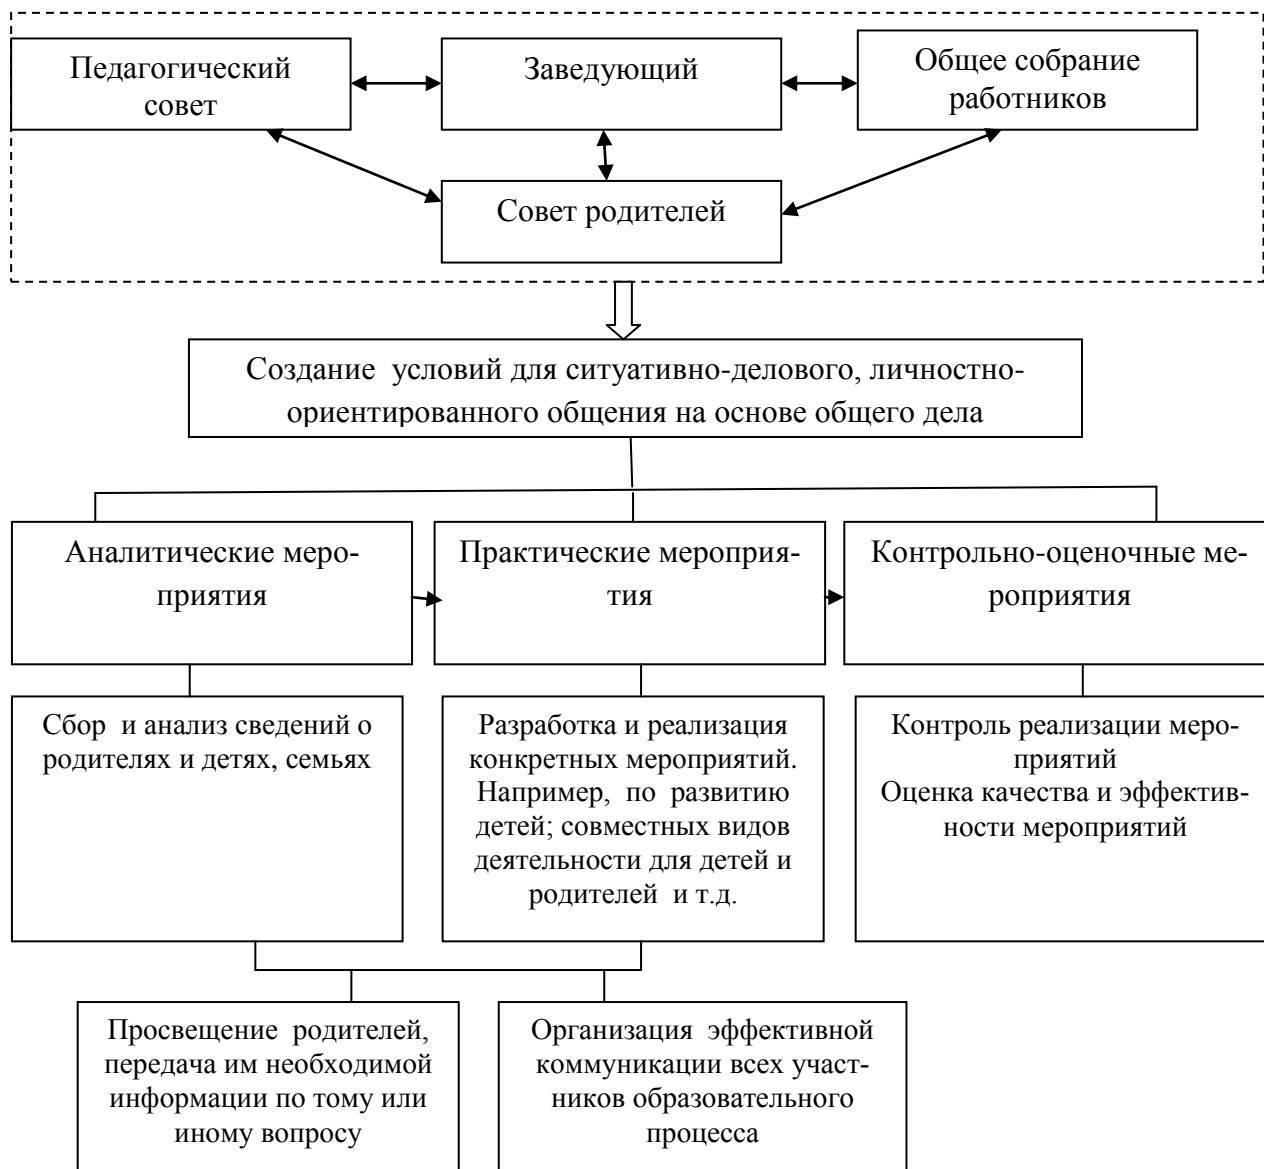 Педагогический
совет
Заведующий
Общее собрание
работников
Совет родителей
Создание условий для ситуативно-делового, личностно-
ориентированного общения на основе общего дела
Аналитические меро-
приятия
Практические мероприя-
тия
Контрольно-оценочные ме-
роприятия
Сбор и анализ сведений о
родителях и детях, семьях
Разработка и реализация
конкретных мероприятий.
Например, по развитию
детей; совместных видов
деятельности для детей и
родителей и т.д.
Контроль реализации меро-
приятий
Оценка качества и эффектив-
ности мероприятий
Просвещение родителей,
передача им необходимой
информации по тому или
иному вопросу
Организация эффективной
коммуникации всех участ-
ников образовательного
процесса